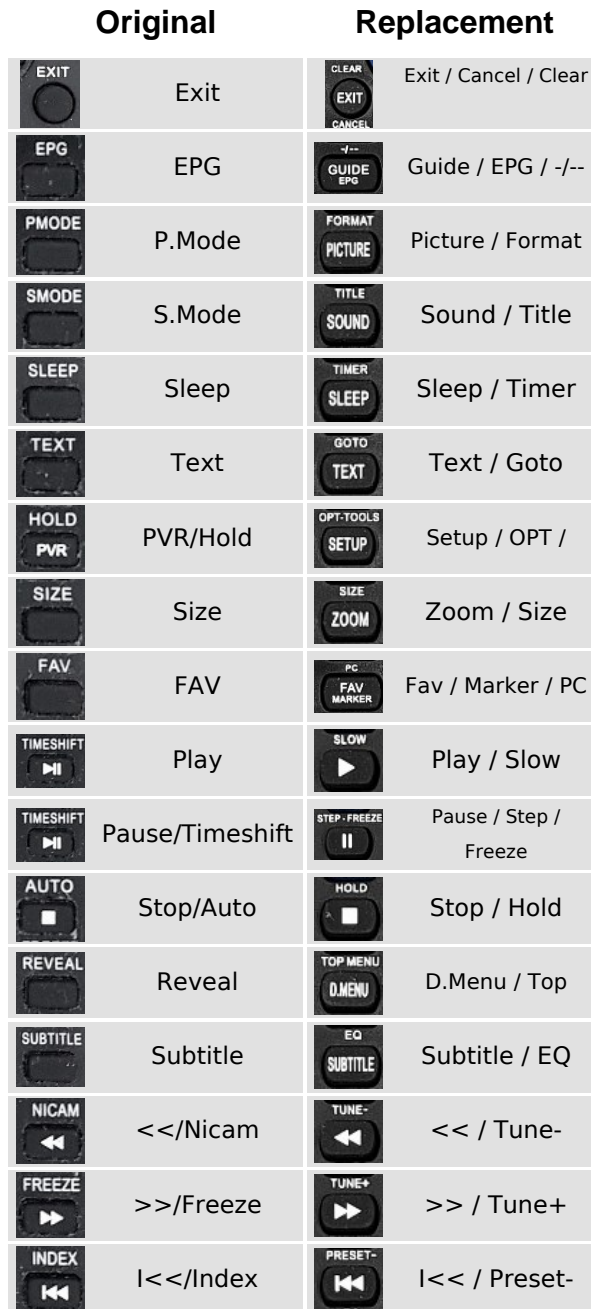 Original Replacement
EXIT Exit CLEAR EXIT CANCEL Exit / Cancel / Clear
EPG EPG -/-- GUIDE EPG Guide / EPG / -/--
PMODE P.Mode FORMAT PICTURE Picture / Format
SMODE S.Mode TITLE SOUND Sound / Title
SLEEP Sleep TIMER SLEEP Sleep / Timer
TEXT Text GOTO TEXT Text / Goto
HOLD PVR PVR/Hold OPT-TOOLS SETUP Setup / OPT /
SIZE Size SIZE ZOOM Zoom / Size
FAV FAV PC FAV MARKER Fav / Marker / PC
TIMESHIFT Play SLOW Play / Slow
TIMESHIFT Pause/Timeshift STEP-FREEZE Pause / Step /
Freeze
AUTO Stop/Auto HOLD Stop / Hold
REVEAL Reveal TOP MENU D.MENU D.Menu / Top
SUBTITLE Subtitle EQ SUBTITLE Subtitle / EQ
NICAM <</Nicam TUNE- << / Tune-
FREEZE >>/Freeze TUNE+ >> / Tune+
INDEX I<</Index PRESET- I<< / Preset-